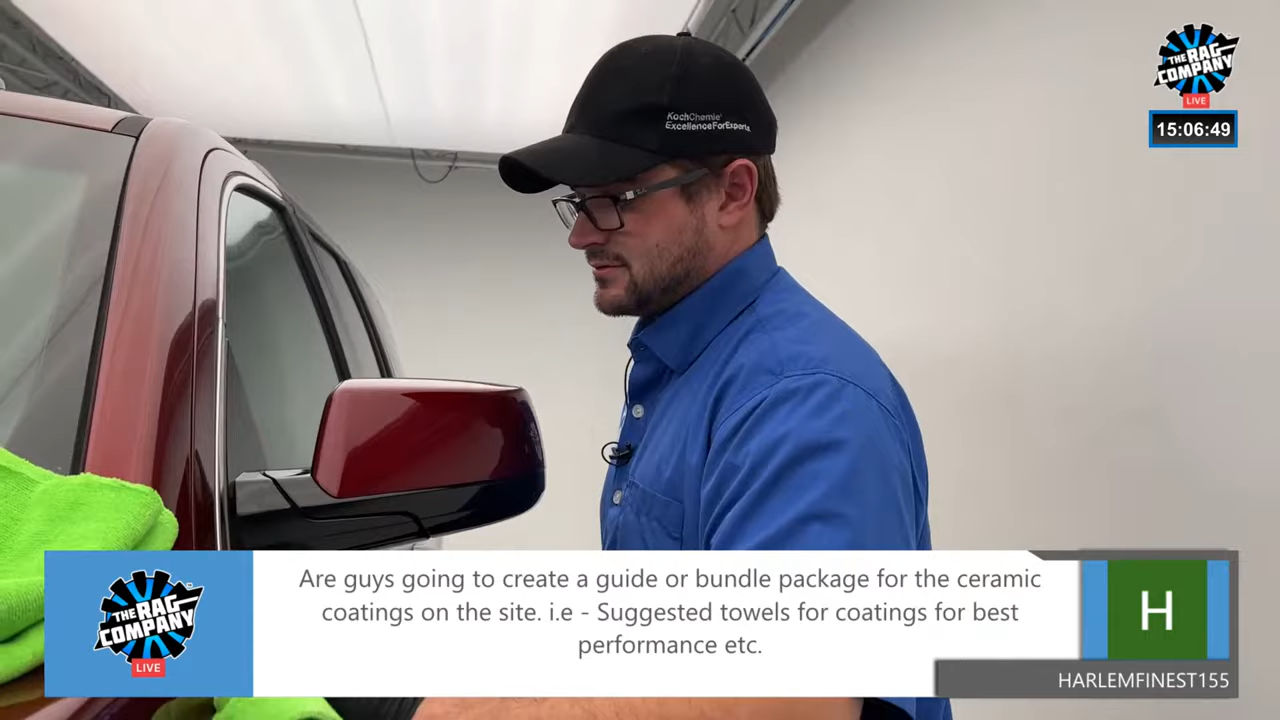 THE RAG
COMPANY
LIVE
15:06:49
KochChemie
ExcellenceForExperts
THE RAG
COMPANY
LIVE
Are guys going to create a guide or bundle package for the ceramic
coatings on the site. i.e - Suggested towels for coatings for best
performance etc.
H
HARLEMFINEST155